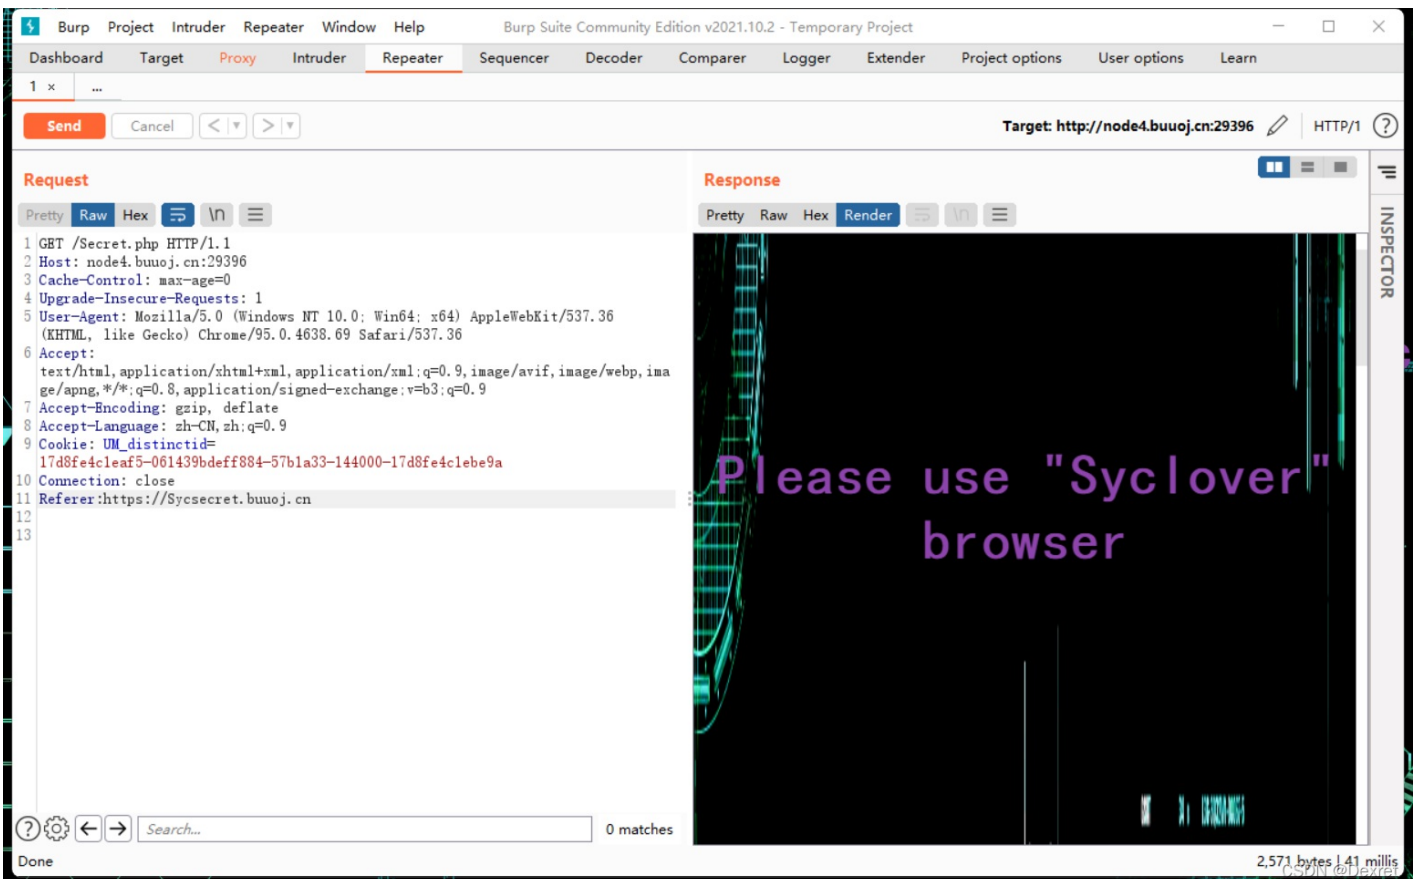 Burp Project Intruder Repeater Window Help Burp Suite Community Edition v2021.10.2 - Temporary Project
Dashboard Target Proxy Intruder Repeater Sequencer Decoder Comparer Logger Extender Project options User options Learn
1 × ...
Send Cancel < > Target: http://node4.buuoj.cn:29396 HTTP/1 ?
Request
Pretty Raw Hex \n
1 GET /Secret.php HTTP/1.1
2 Host: node4.buuoj.cn:29396
3 Cache-Control: max-age=0
4 Upgrade-Insecure-Requests: 1
5 User-Agent: Mozilla/5.0 (Windows NT 10.0; Win64; x64) AppleWebKit/537.36
(KHTML, like Gecko) Chrome/95.0.4638.69 Safari/537.36
6 Accept:
text/html,application/xhtml+xml,application/xml;q=0.9,image/avif,image/webp,ima
ge/apng,*/*;q=0.8,application/signed-exchange;v=b3;q=0.9
7 Accept-Encoding: gzip, deflate
8 Accept-Language: zh-CN,zh;q=0.9
9 Cookie: UM_distinctid=
17d8fe4c1eaf5-061439bdeff884-57b1a33-144000-17d8fe4c1ebe9a
10 Connection: close
11 Referer:https://Sycsecret.buuoj.cn
12
13
? Search... 0 matches
Done
Response
Pretty Raw Hex Render \n
Please use "Syclover"
browser
INSPECTOR
2,571 bytes | 41 millis
CSDN @Dexret